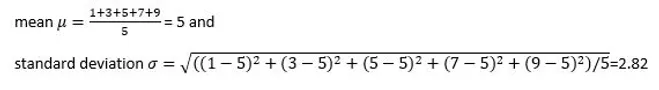 mean μ = (1+3+5+7+9)/5 = 5 and
standard deviation σ = √((1 − 5)² + (3 − 5)² + (5 − 5)² + (7 − 5)² + (9 − 5)²)/5=2.82